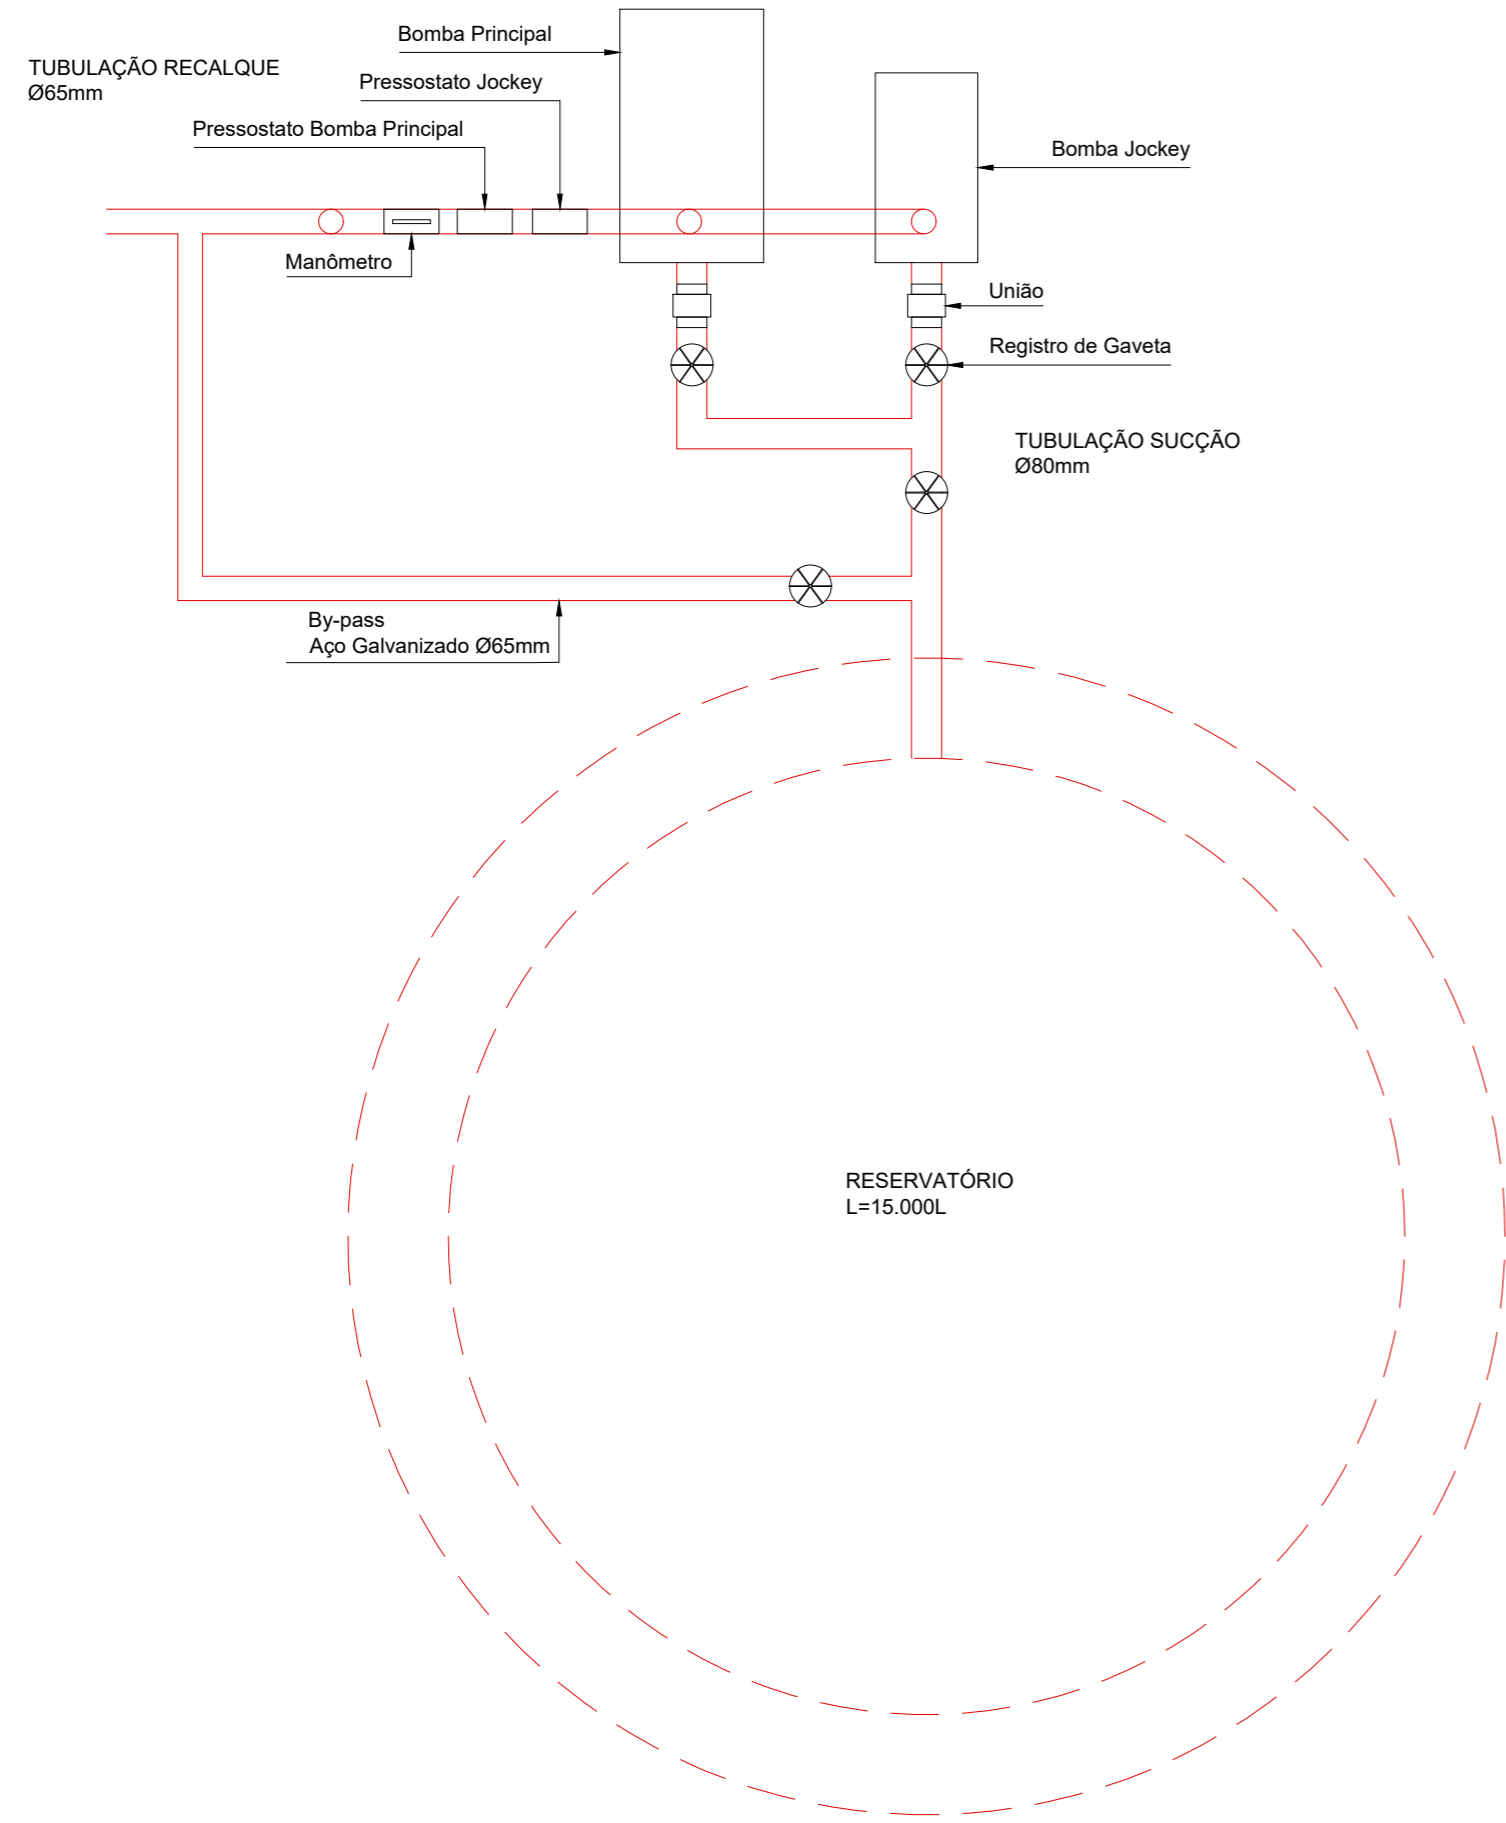 Bomba Principal
TUBULAÇÃO RECALQUE
Ø65mm
Pressostato Jockey
Pressostato Bomba Principal
Bomba Jockey
Manômetro
União
Registro de Gaveta
TUBULAÇÃO SUCÇÃO
Ø80mm
By-pass
Aço Galvanizado Ø65mm
RESERVATÓRIO
L=15.000L